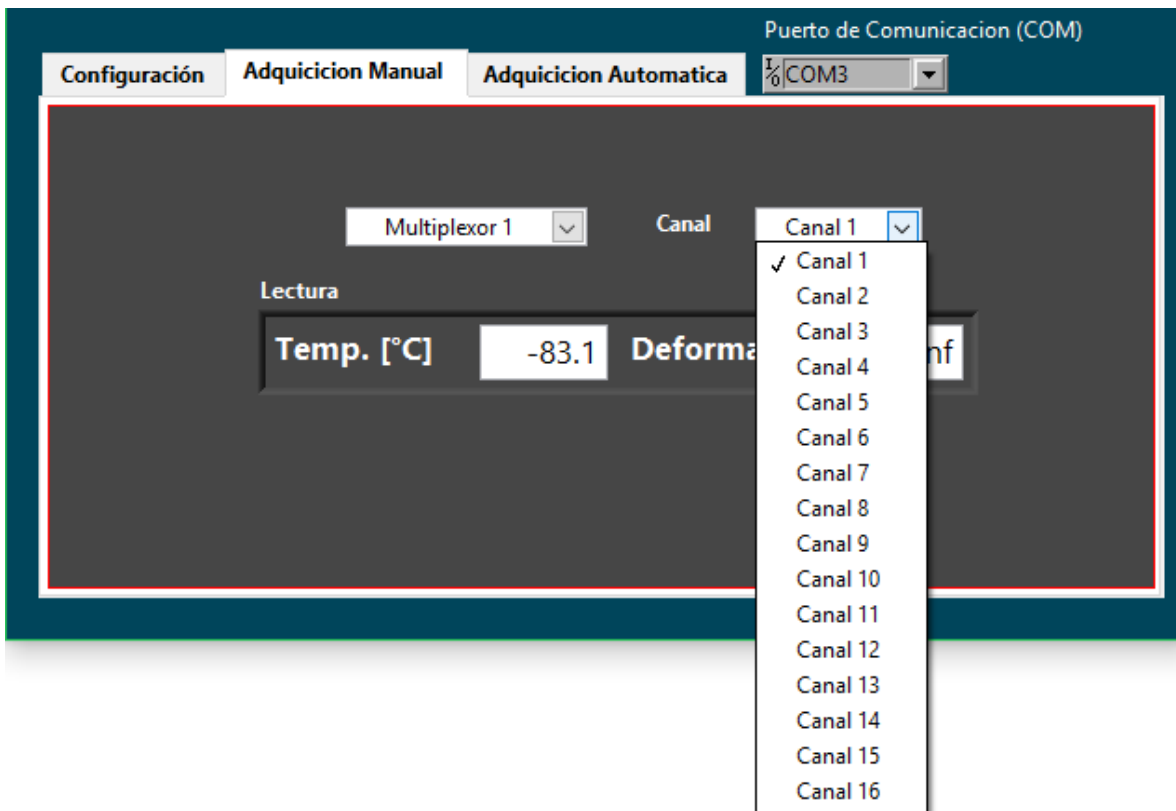 Puerto de Comunicacion (COM)
Configuración Adquicicion Manual Adquicicion Automatica COM3
Multiplexor 1 Canal Canal 1
Canal 1
Canal 2
Lectura
Canal 3
Temp. [°C] -83.1 Deforma nf
Canal 4
Canal 5
Canal 6
Canal 7
Canal 8
Canal 9
Canal 10
Canal 11
Canal 12
Canal 13
Canal 14
Canal 15
Canal 16